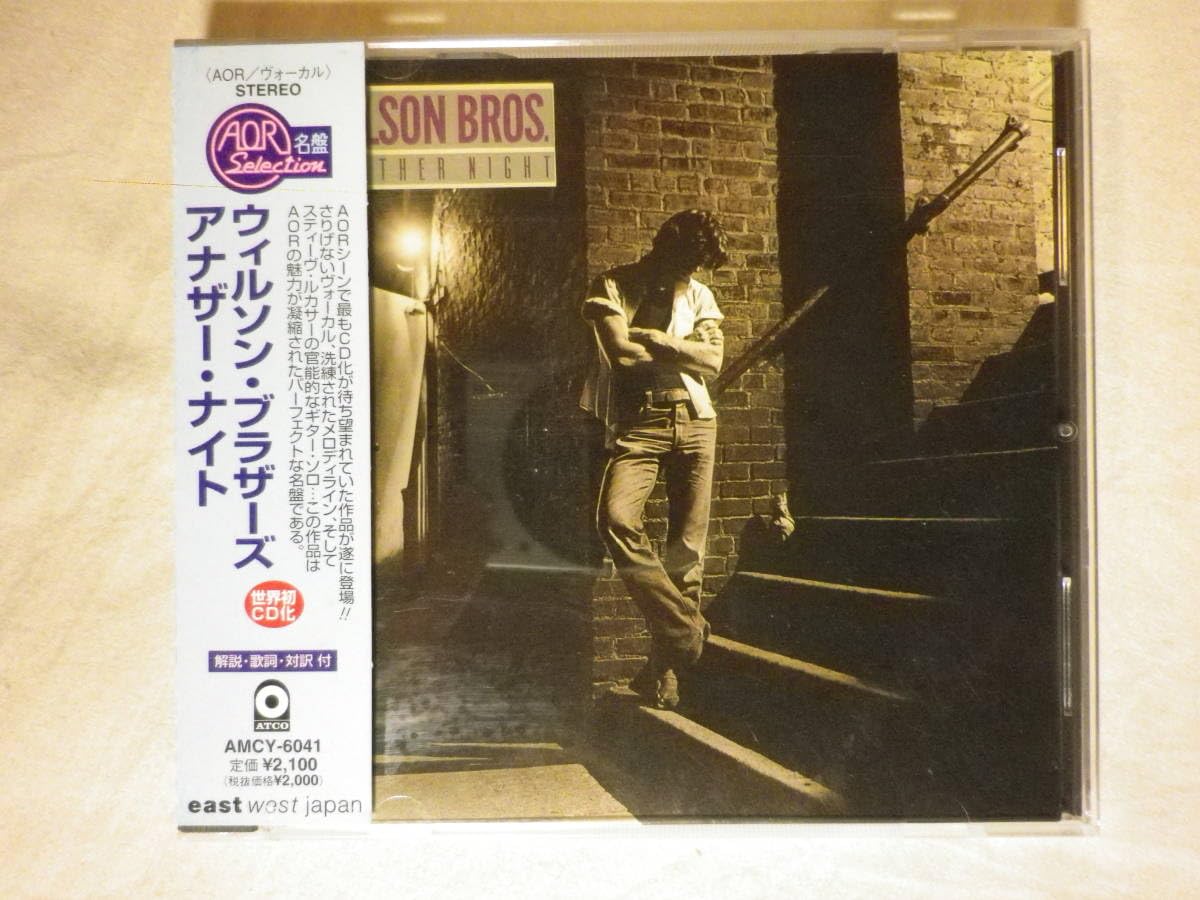 〈AOR／ヴォーカル〉
STEREO
AOR
名盤
Selection
ウィルソン・ブラザーズ
アナザー・ナイト
AORシーンで最もCD化が待ち望まれていた作品が遂に登場!!
さりげないヴォーカル、洗練されたメロディライン、そして
スティーヴ・ルカサーの官能的なギター・ソロ…この作品は
AORの魅力が凝縮されたパーフェクトな名盤である。
世界初
CD化
解説・歌詞・対訳 付
ATCO
AMCY-6041
定価 ¥2,100
(税抜価格¥2,000)
east west japan
LSON BROS.
THER NIGHT